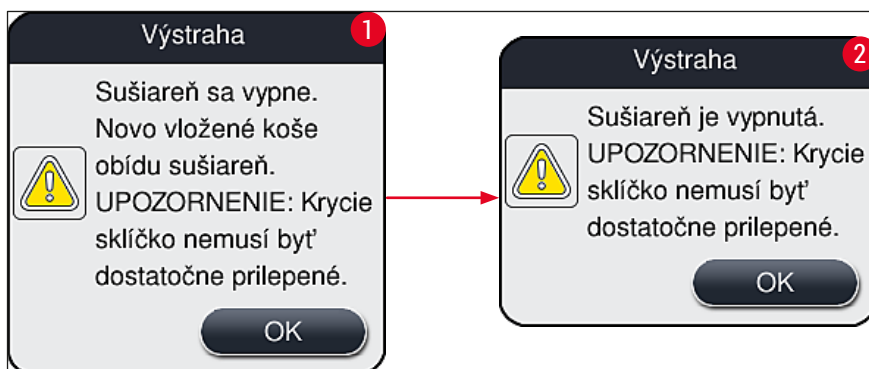 Výstraha
1
Sušiareň sa vypne.
Novo vložené koše
obídu sušiareň.
UPOZORNENIE: Krycie
sklíčko nemusí byť
dostatočne prilepené.
OK
Výstraha
2
Sušiareň je vypnutá.
UPOZORNENIE: Krycie
sklíčko nemusí byť
dostatočne prilepené.
OK